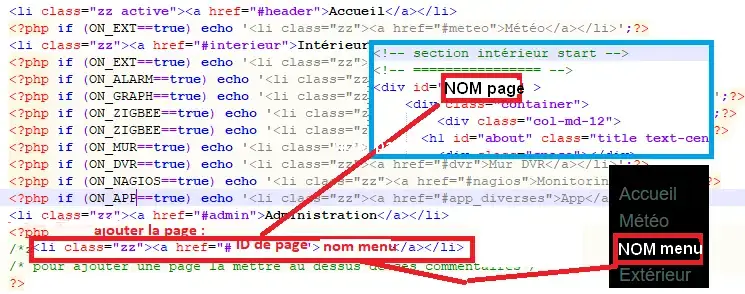 <li class="zz active"><a href="#header">Accueil</a></li>
<?php if (ON_EXT==true) echo '<li class="zz"><a href="#meteo">Météo</a></li>';?>
<li class="zz"><a href="#interieur">Intérieur
<?php if (ON_EXT==true) echo '<li class="zz"><
<?php if (ON_ALARM==true) echo '<li class="zz">
<?php if (ON_GRAPH==true) echo '<li class="zz">
<?php if (ON_ZIGBEE==true) echo '<li class="zz"
<?php if (ON_ZIGBEE==true) echo '<li class="zz"
<?php if (ON_MUR==true) echo '<li class="zz">
<?php if (ON_DVR==true) echo '<li class="zz"><a href="#dvr">Mur DVR</a></li>';?>
<?php if (ON_NAGIOS==true) echo '<li class="zz"><a href="#nagios">Monitorin
<?php if (ON_APP==true) echo '<li class="zz"><a href="#app_diverses">App</a>
<li class="zz"><a href="#admin">Administration</a></li>
<?php
ajouter la page :
<li class="zz"><a href="# ID de page"> nom menu</a></li>
/* pour ajouter une page la mettre au dessus de ces commentaires
?>
<!-- section intérieur start -->
<!-- ================ -->
<div id=" NOM page >
<div class="container">
<div class="col-md-12">
<h1 id="about" class="title text-cen
Accueil
Météo
NOM menu
Extérieur